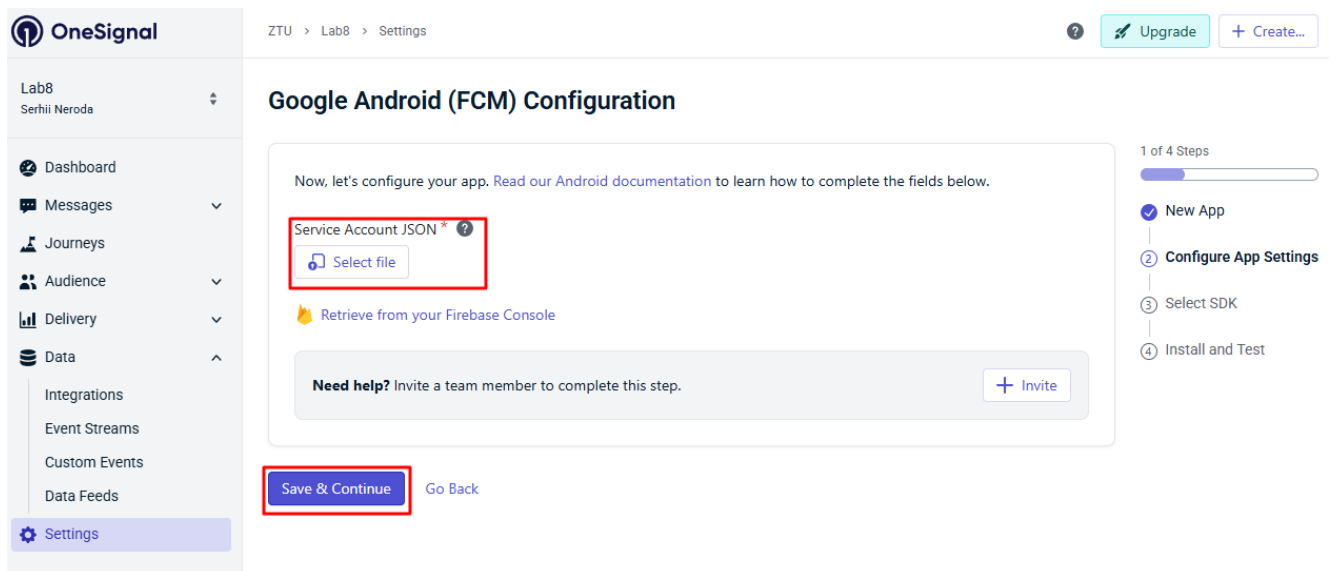 OneSignal
ZTU > Lab8 > Settings
?
Upgrade
+ Create...
Lab8
Serhii Neroda
Dashboard
Messages
Journeys
Audience
Delivery
Data
Integrations
Event Streams
Custom Events
Data Feeds
Settings
Google Android (FCM) Configuration
Now, let's configure your app. Read our Android documentation to learn how to complete the fields below.
Service Account JSON * ?
Select file
Retrieve from your Firebase Console
Need help? Invite a team member to complete this step.
+ Invite
Save & Continue
Go Back
1 of 4 Steps
New App
2 Configure App Settings
3 Select SDK
4 Install and Test